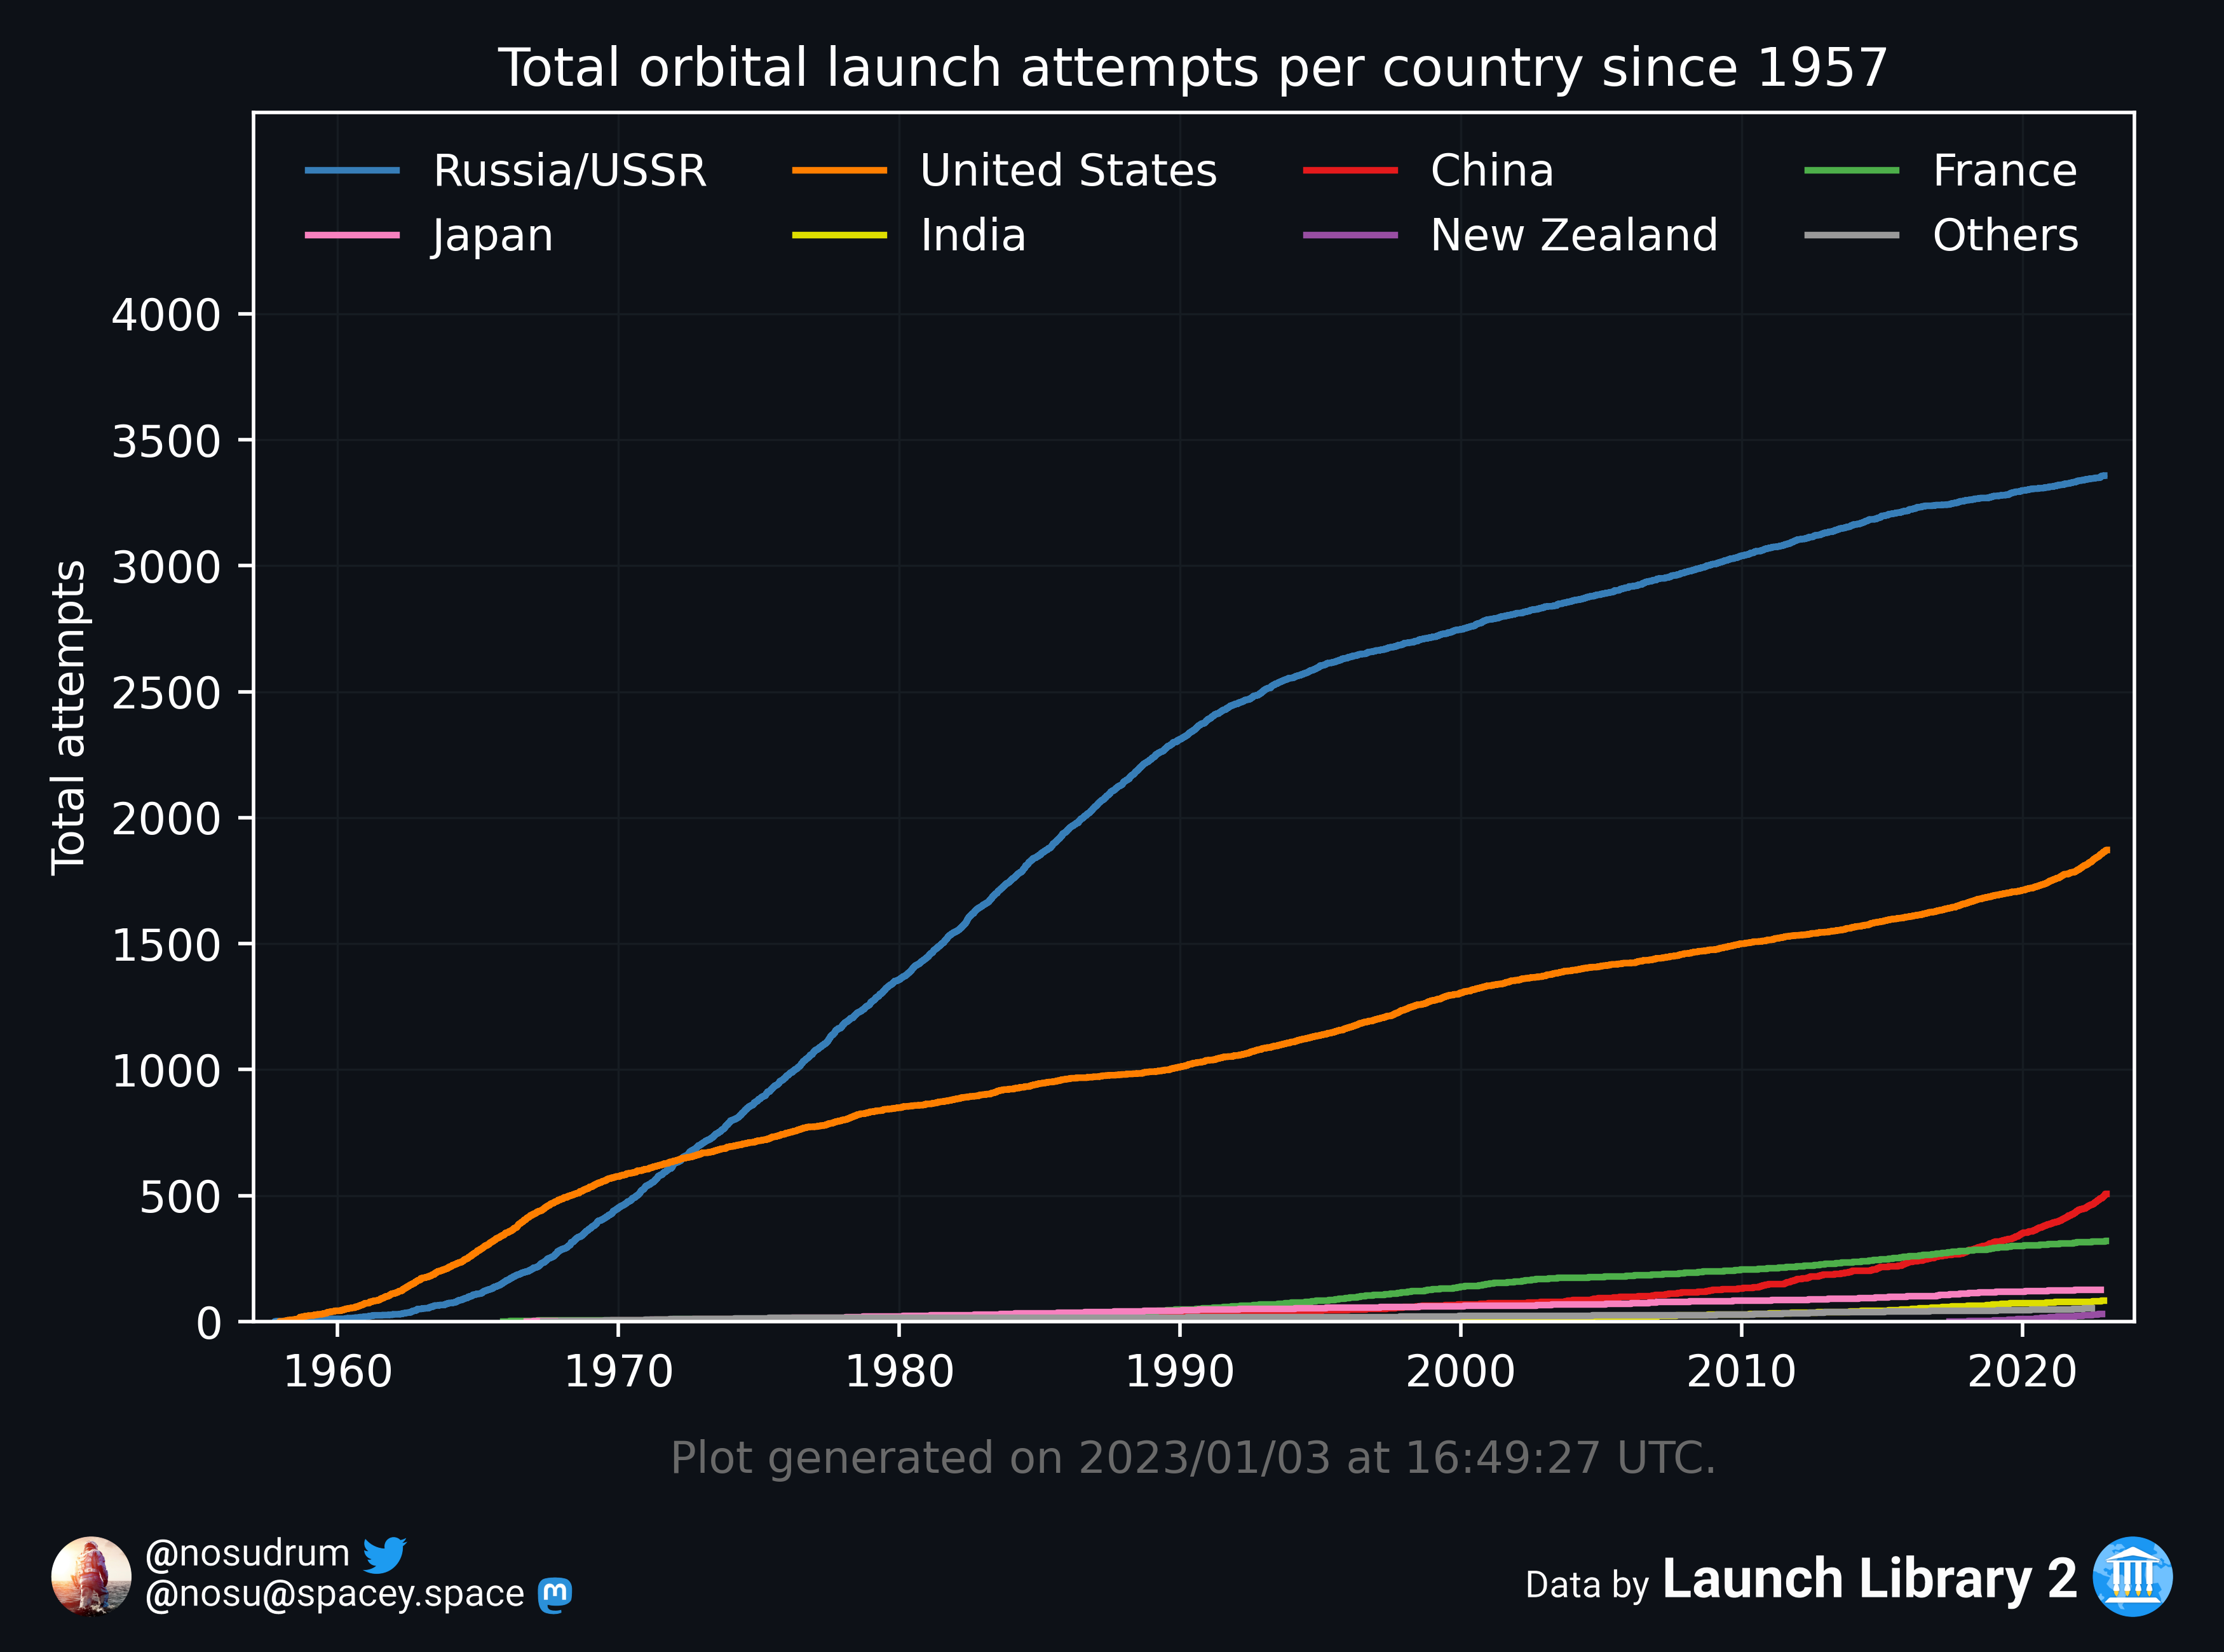 Total orbital launch attempts per country since 1957
Russia/USSR United States China France
Japan India New Zealand Others
4000
3500
3000
2500
2000
1500
1000
500
0
Total attempts
1960 1970 1980 1990 2000 2010 2020
Plot generated on 2023/01/03 at 16:49:27 UTC.
@nosudrum
@nosu@spacey.space
Data by Launch Library 2